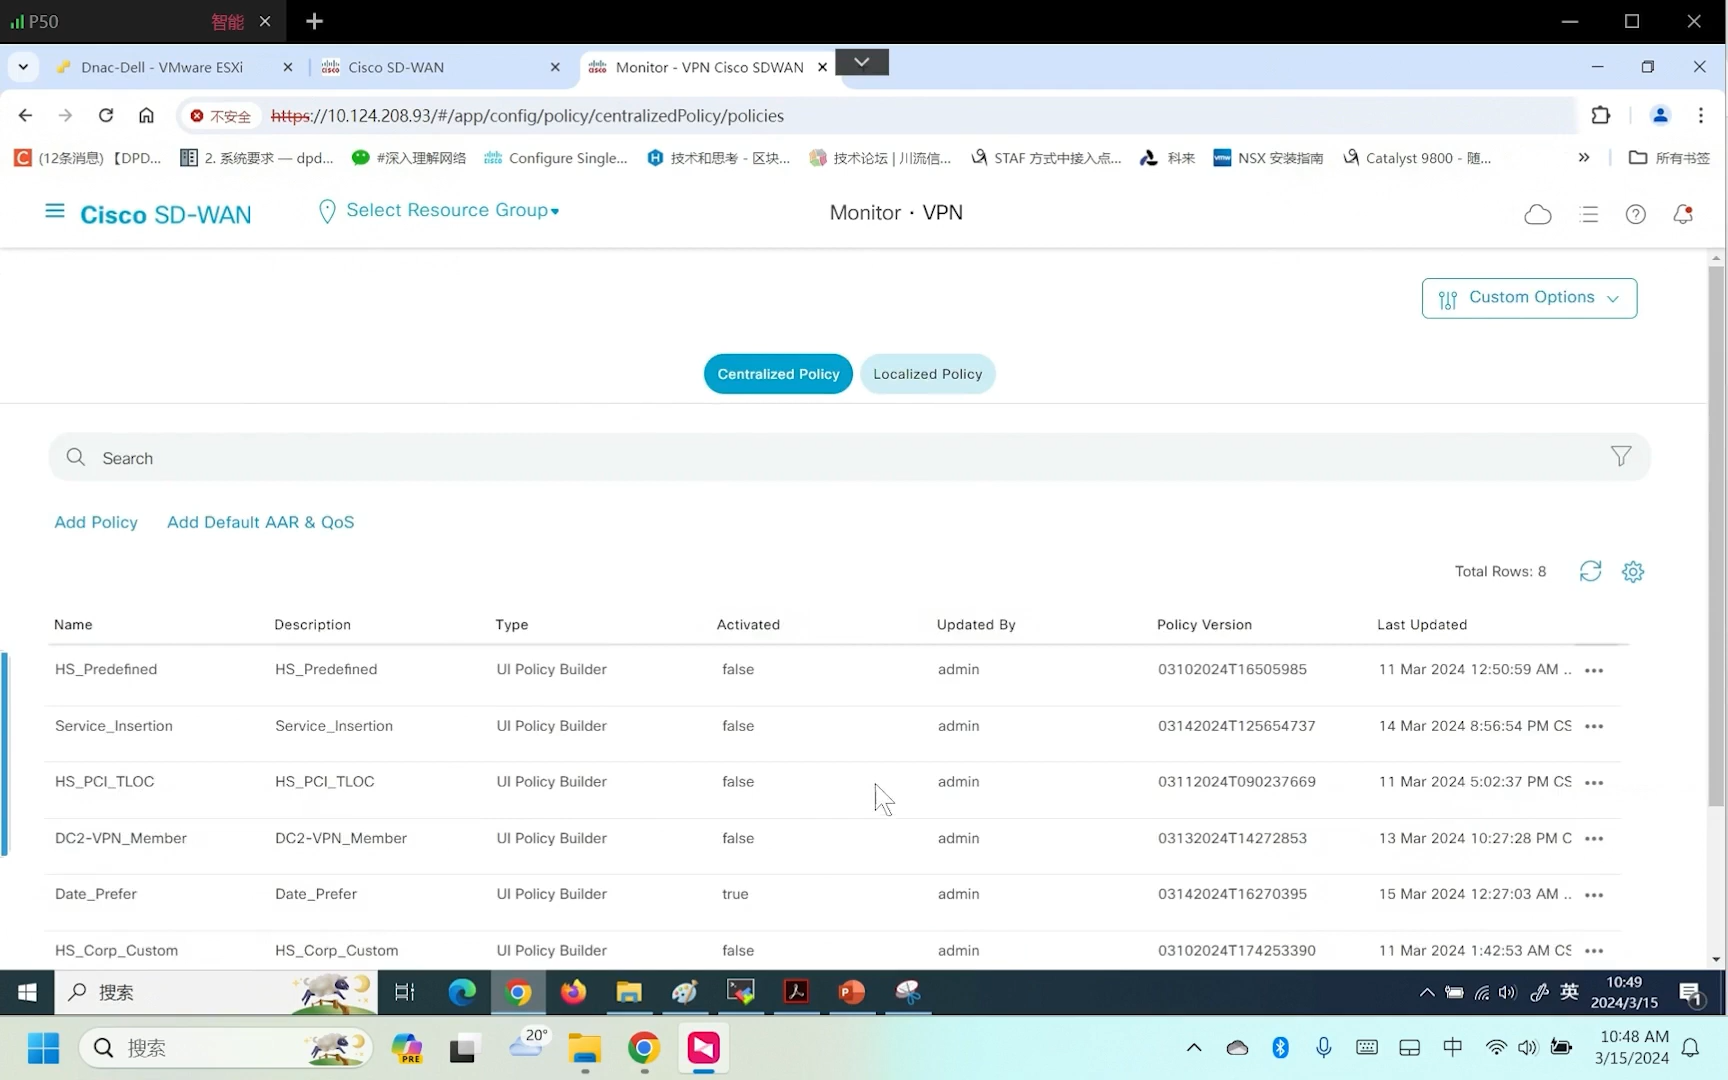 P50 智能
Dnac-Dell - VMware ESXi
Cisco SD-WAN
Monitor - VPN Cisco SDWAN
不安全 https://10.124.208.93/#/app/config/policy/centralizedPolicy/policies
(12条消息) 【DPD...
2. 系统要求 — dpd...
#深入理解网络
Configure Single...
技术和思考 - 区块...
技术论坛 | 川流信...
STAF 方式中接入点...
科来
NSX 安装指南
Catalyst 9800 - 随...
所有书签
Cisco SD-WAN
Select Resource Group
Monitor · VPN
Custom Options
Centralized Policy Localized Policy
Search
Add Policy Add Default AAR & QoS
Total Rows: 8
Name Description Type Activated Updated By Policy Version Last Updated
HS_Predefined HS_Predefined UI Policy Builder false admin 03102024T16505985 11 Mar 2024 12:50:59 AM ..
Service_Insertion Service_Insertion UI Policy Builder false admin 03142024T125654737 14 Mar 2024 8:56:54 PM CS
HS_PCI_TLOC HS_PCI_TLOC UI Policy Builder false admin 03112024T090237669 11 Mar 2024 5:02:37 PM CS
DC2-VPN_Member DC2-VPN_Member UI Policy Builder false admin 03132024T14272853 13 Mar 2024 10:27:28 PM C
Date_Prefer Date_Prefer UI Policy Builder true admin 03142024T16270395 15 Mar 2024 12:27:03 AM ..
HS_Corp_Custom HS_Corp_Custom UI Policy Builder false admin 03102024T174253390 11 Mar 2024 1:42:53 AM CS
搜索
英
10:49
2024/3/15
1
搜索
PRE
20°
中
10:48 AM
3/15/2024